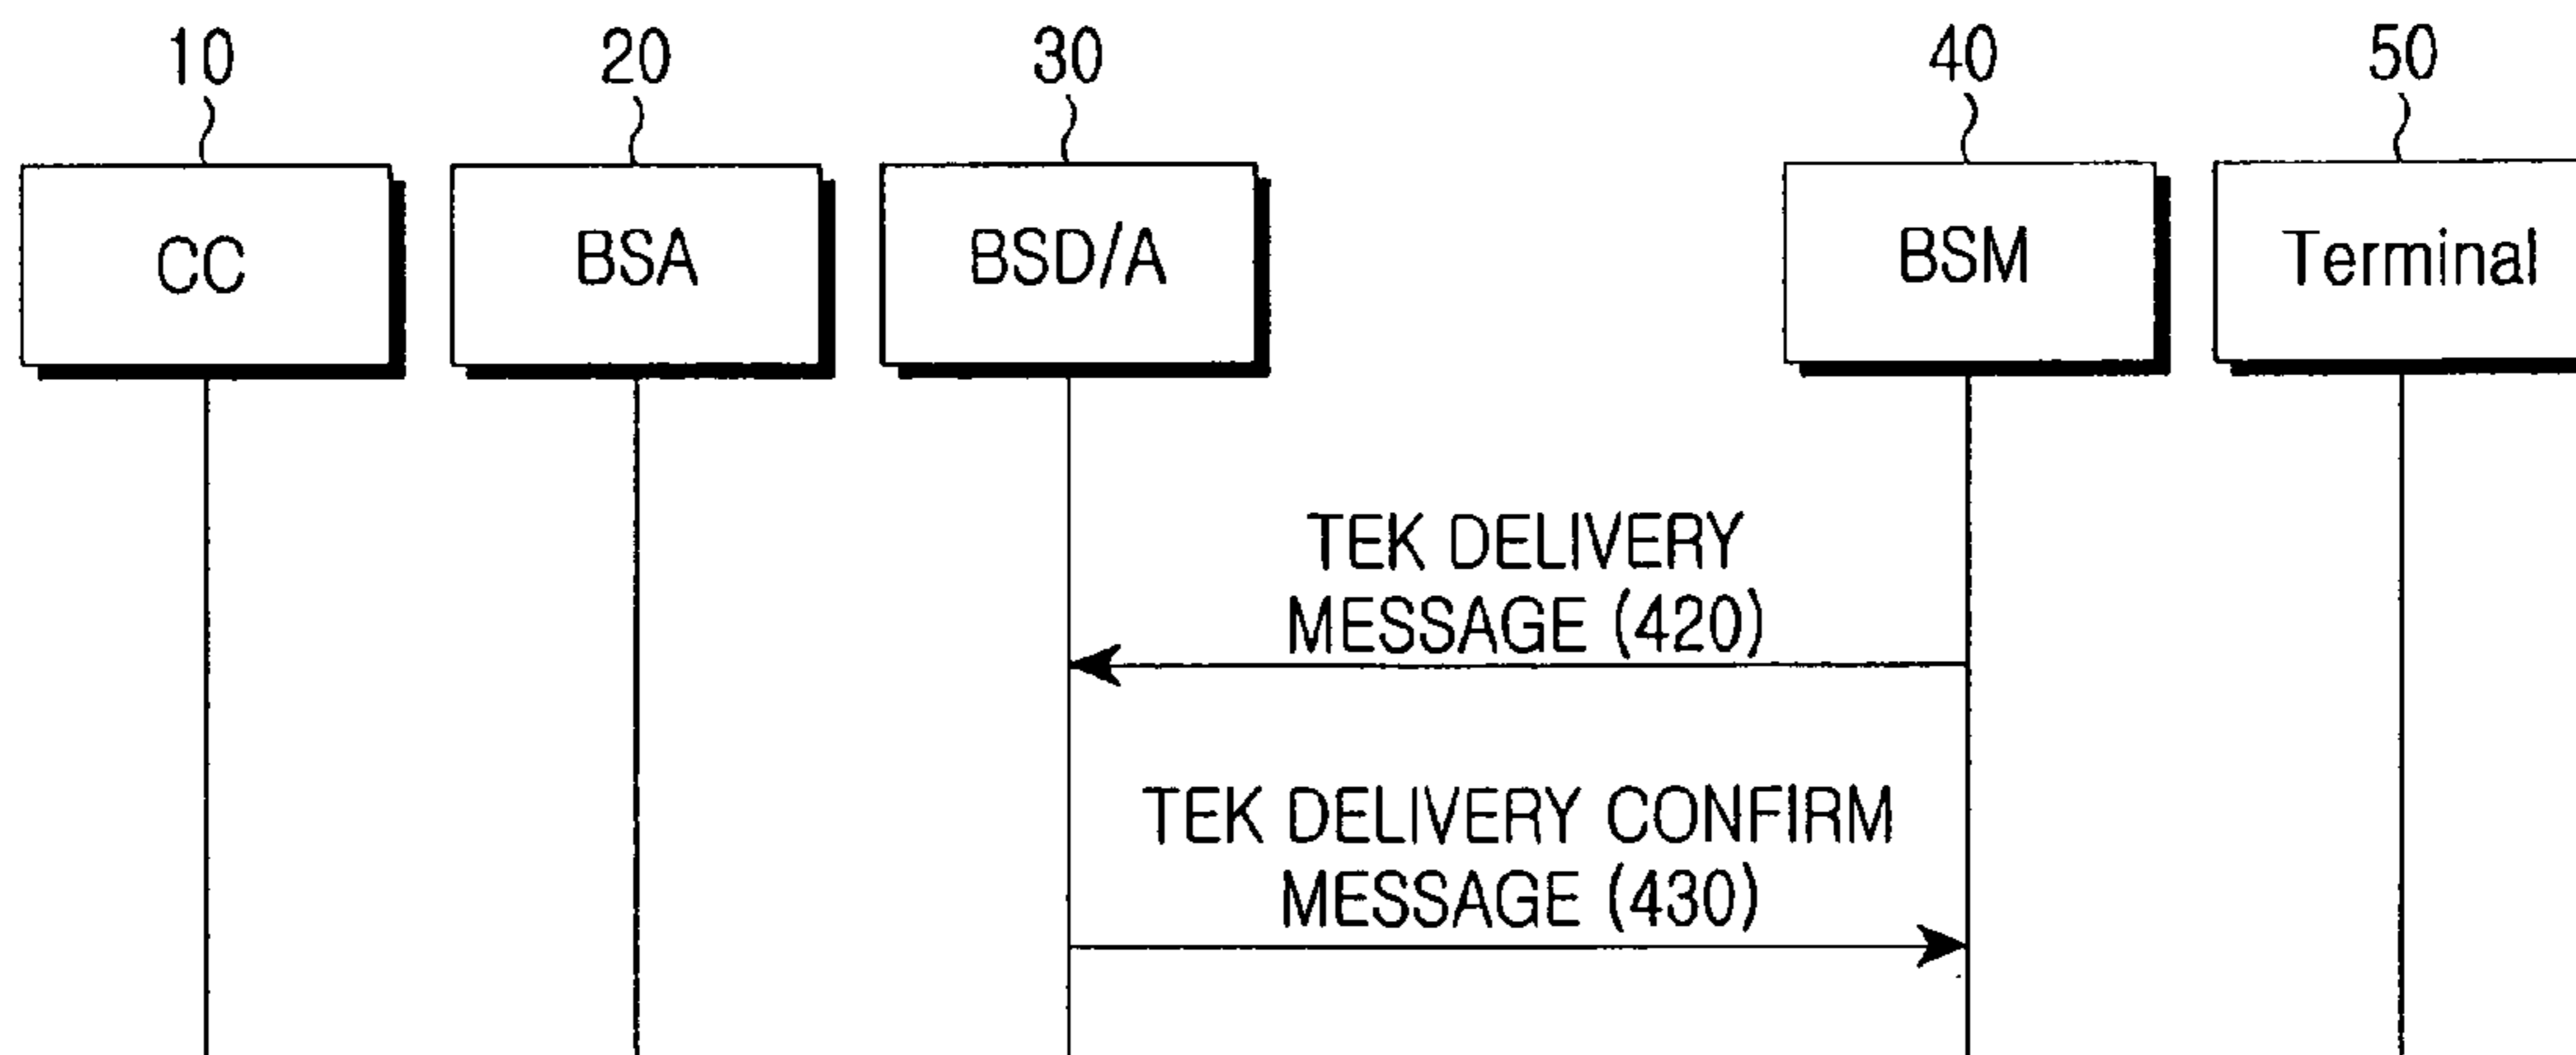 10
20
30
40
50
CC
BSA
BSD/A
BSM
Terminal
TEK DELIVERY
MESSAGE (420)
TEK DELIVERY CONFIRM
MESSAGE (430)